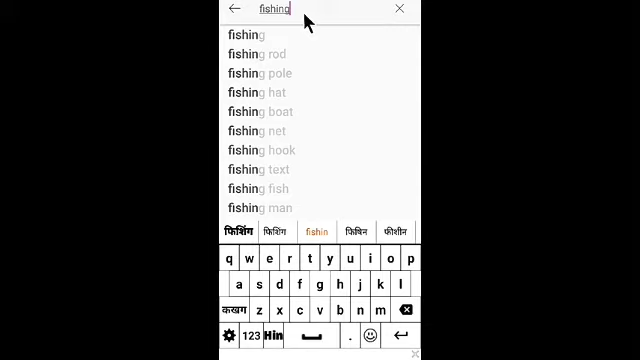 fishing
fishing
fishing rod
fishing pole
fishing hat
fishing boat
fishing net
fishing hook
fishing text
fishing fish
fishing man
फिशिंग फिशिंग fishin फिषिन फीशीन
q w e r t y u i o p
a s d f g h j k l
कखग z x c v b n m
123 Hin .